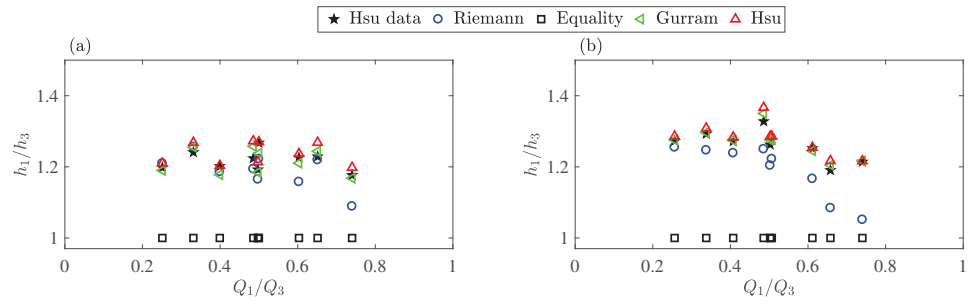 Hsu data Riemann Equality Gurram Hsu
(a) (b)
1.4 1.4
1.2 1.2
1 1
0 0.2 0.4 0.6 0.8 1 0 0.2 0.4 0.6 0.8 1
h₁/h₃ h₁/h₃
Q₁/Q₃ Q₁/Q₃